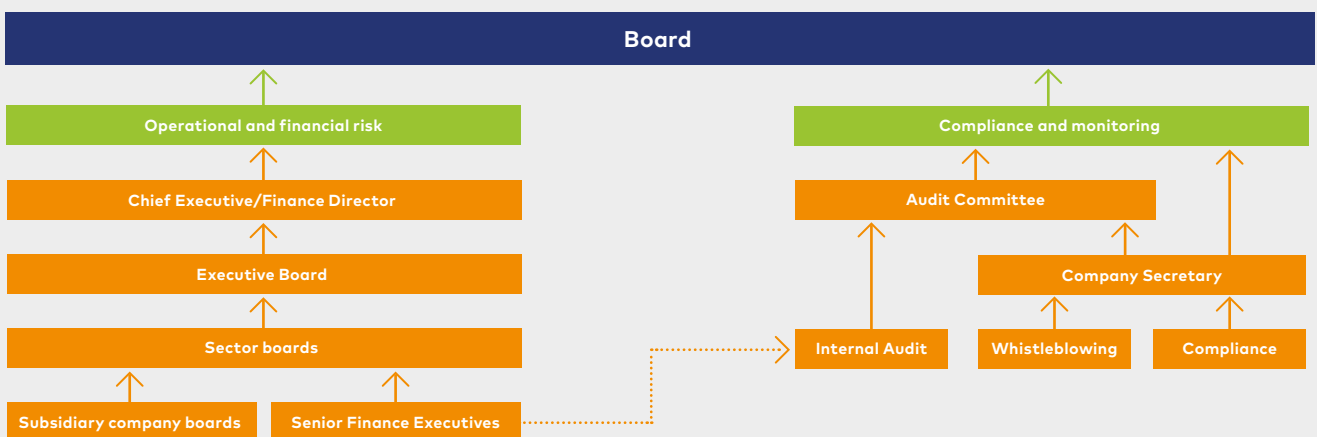 Board
Operational and financial risk
Compliance and monitoring
Chief Executive/Finance Director
Audit Committee
Executive Board
Company Secretary
Sector boards
Internal Audit
Whistleblowing
Compliance
Subsidiary company boards
Senior Finance Executives